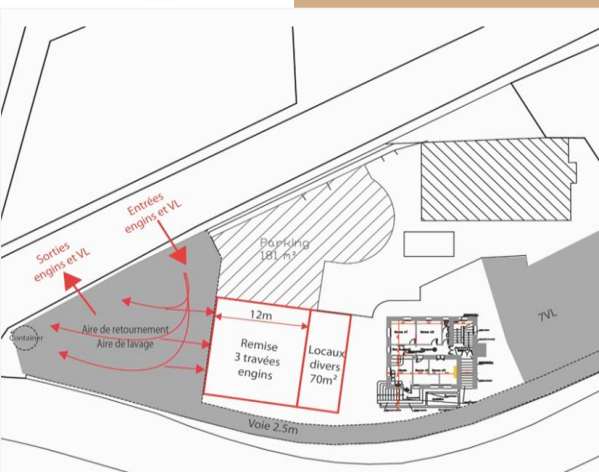 Entrées
engins et VL
Sorties
engins et VL
Parking
181 m²
12m
Container
Aire de retournement
Aire de lavage
Remise
3 travées
engins
Locaux
divers
70m²
7VL
Voie 2.5m